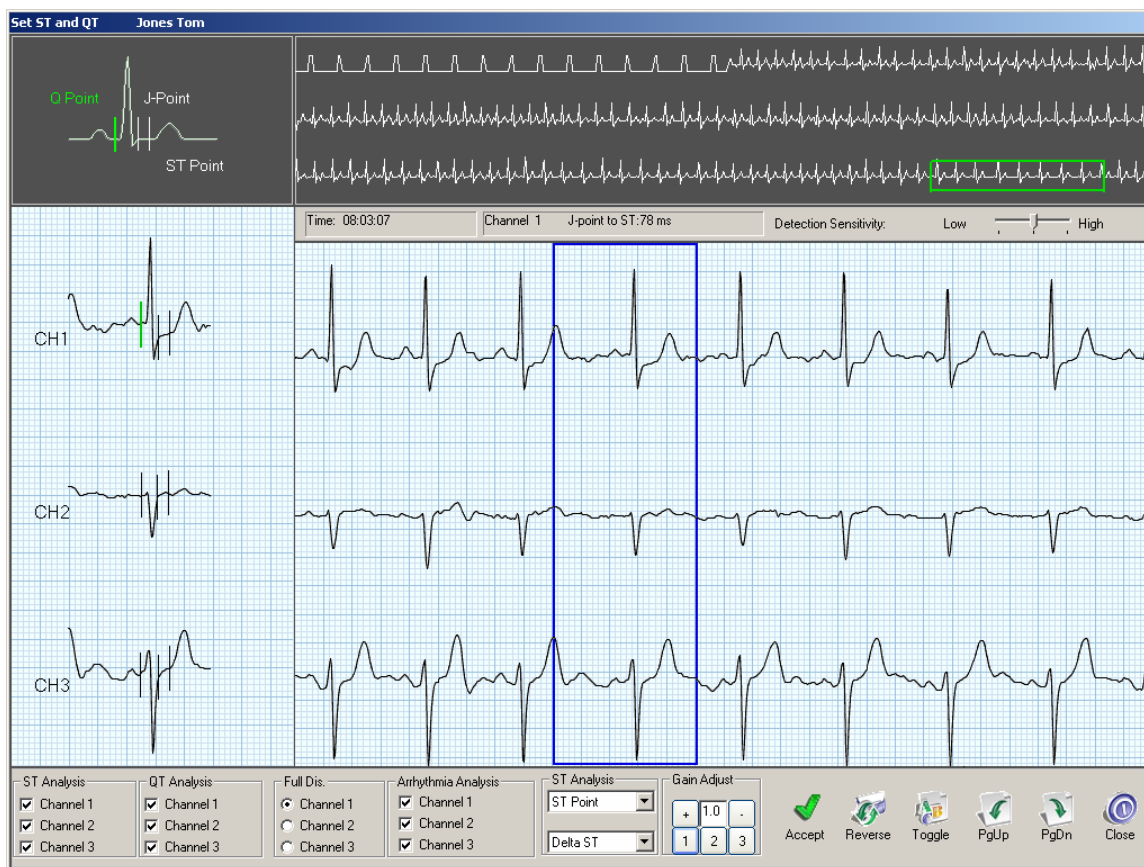 Set ST and QT Jones Tom
Q Point J-Point
ST Point
Time: 08:03:07 Channel 1 J-point to ST:78 ms Detection Sensitivity: Low High
CH1
CH2
CH3
ST Analysis QT Analysis Full Dis. Arrhythmia Analysis ST Analysis Gain Adjust
Channel 1 Channel 1 Channel 1 Channel 1 ST Point + 1.0 -
Channel 2 Channel 2 Channel 2 Channel 2
Channel 3 Channel 3 Channel 3 Channel 3 Delta ST 1 2 3
Accept Reverse Toggle PgUp PgDn Close